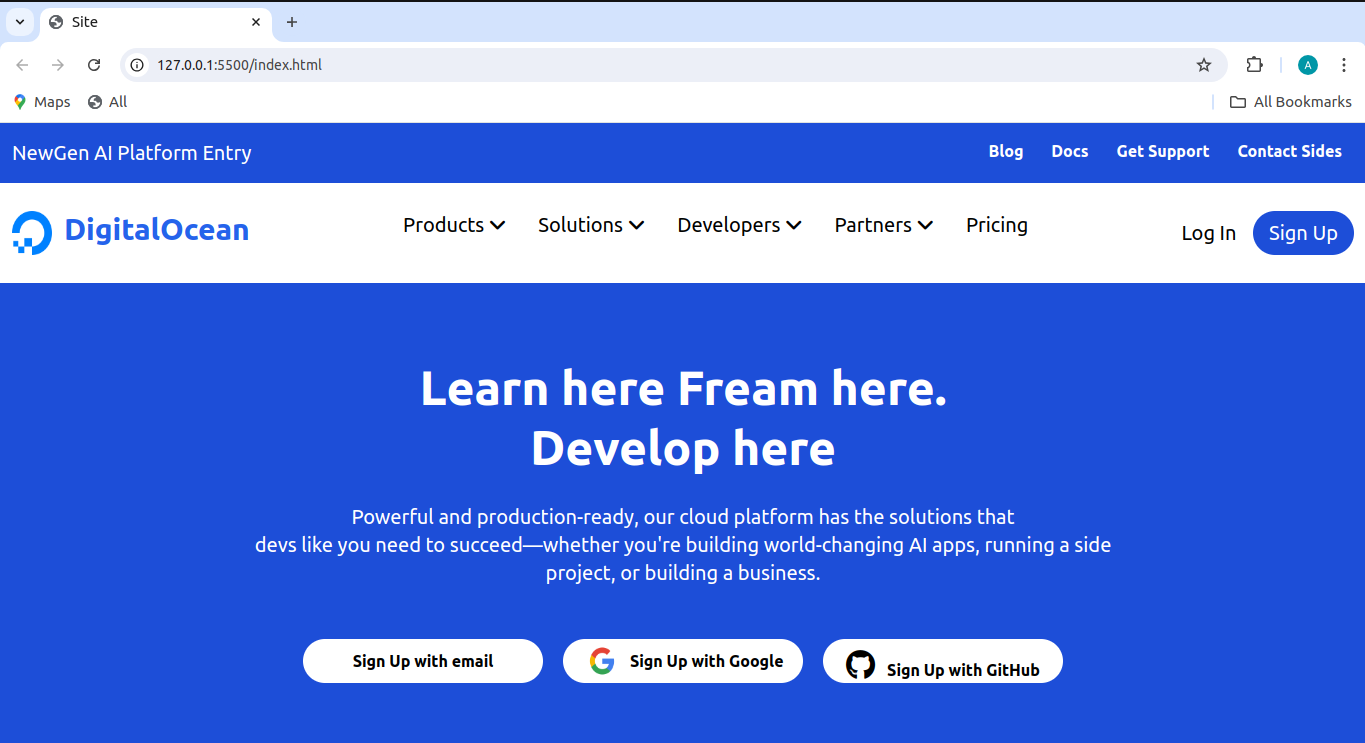 Site
127.0.0.1:5500/index.html
A
Maps All All Bookmarks
NewGen AI Platform Entry Blog Docs Get Support Contact Sides
DigitalOcean Products Solutions Developers Partners Pricing Log In Sign Up
Learn here Fream here.
Develop here
Powerful and production-ready, our cloud platform has the solutions that
devs like you need to succeed—whether you're building world-changing AI apps, running a side
project, or building a business.
Sign Up with email Sign Up with Google Sign Up with GitHub